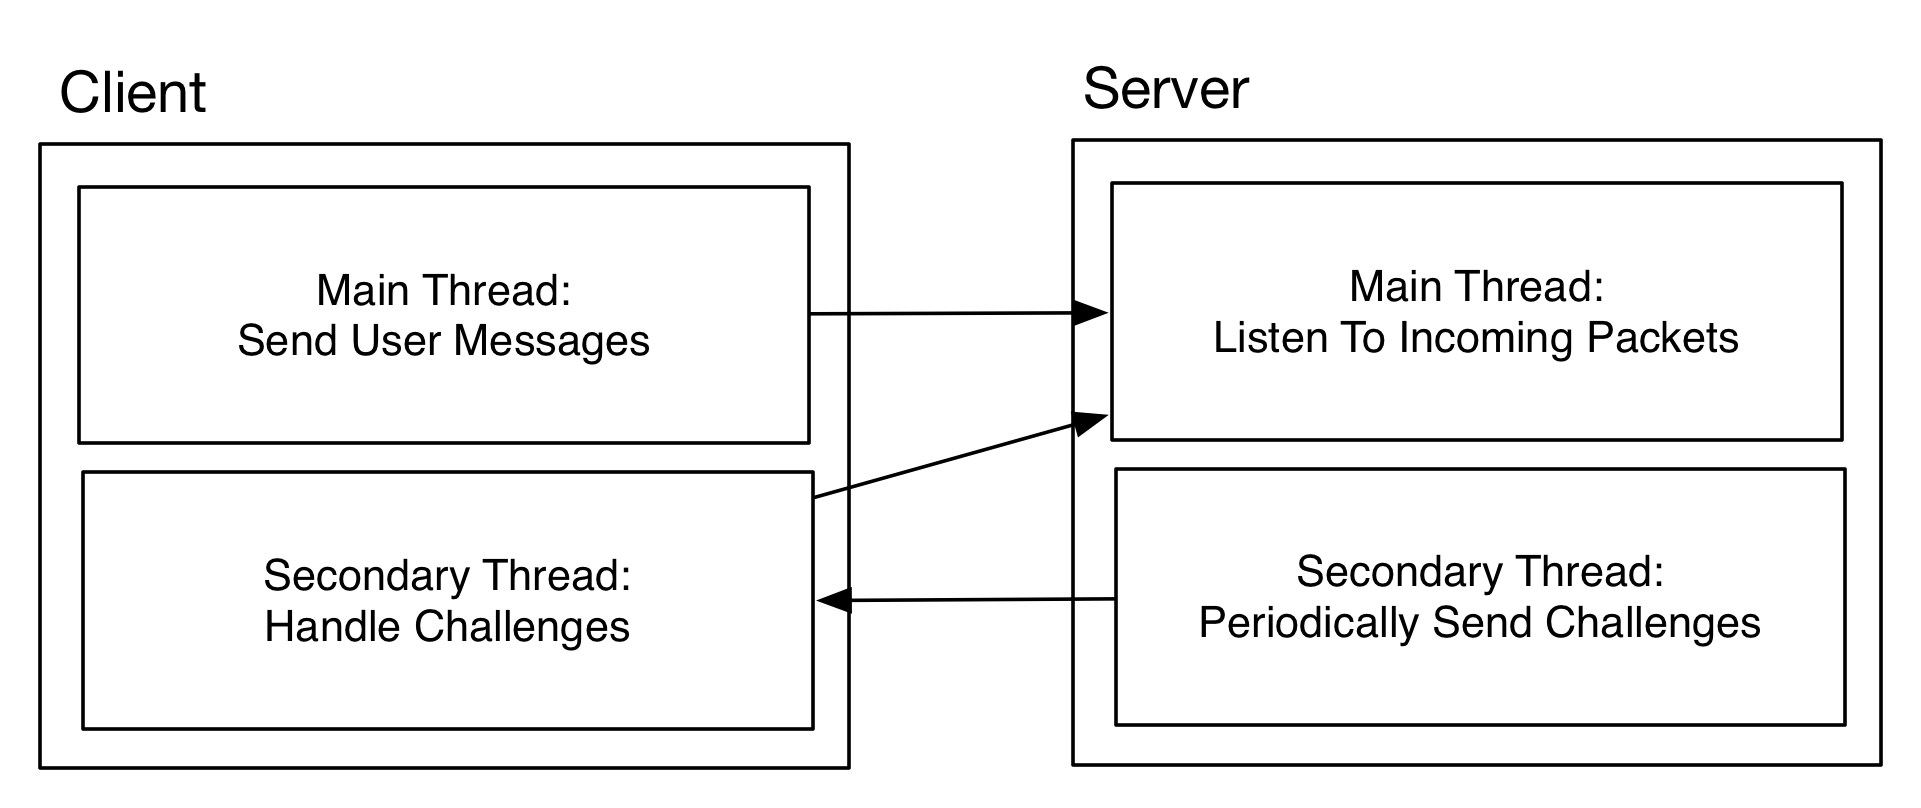 Client
Server
Main Thread:
Send User Messages
Main Thread:
Listen To Incoming Packets
Secondary Thread:
Handle Challenges
Secondary Thread:
Periodically Send Challenges